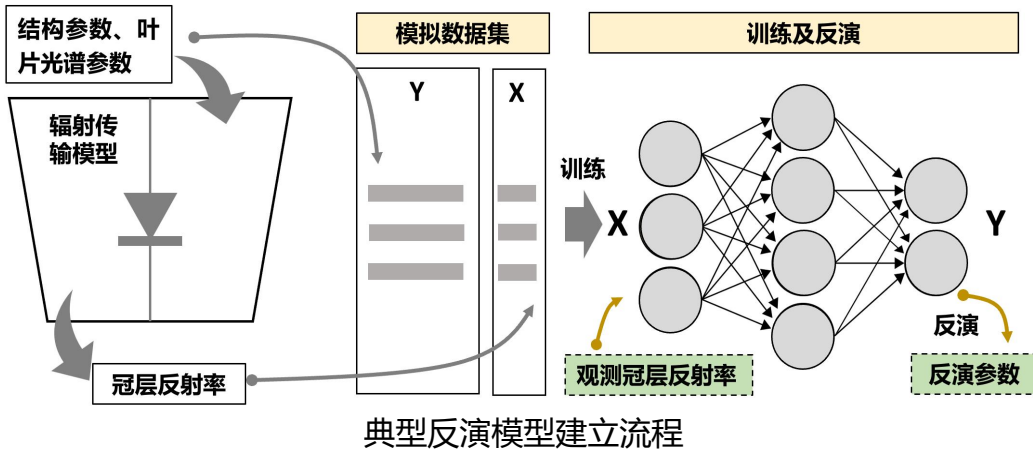 结构参数、叶
片光谱参数
辐射传
输模型
冠层反射率
模拟数据集
Y
X
训练及反演
训练
X
Y
观测冠层反射率
反演
反演参数
典型反演模型建立流程